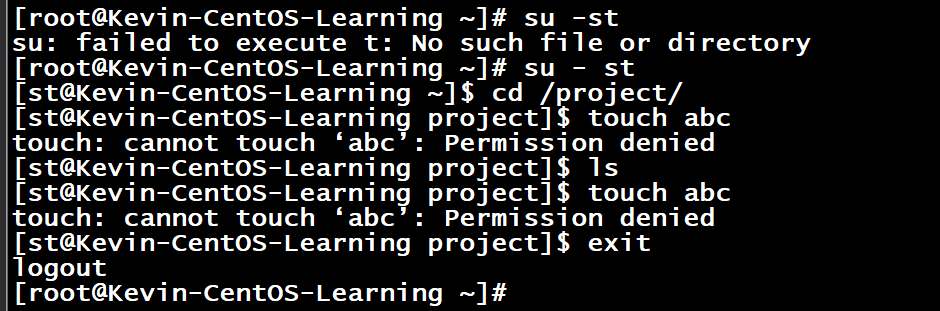 [root@Kevin-CentOS-Learning ~]# su -st
su: failed to execute t: No such file or directory
[root@Kevin-CentOS-Learning ~]# su - st
[st@Kevin-CentOS-Learning ~]$ cd /project/
[st@Kevin-CentOS-Learning project]$ touch abc
touch: cannot touch ‘abc’: Permission denied
[st@Kevin-CentOS-Learning project]$ ls
[st@Kevin-CentOS-Learning project]$ touch abc
touch: cannot touch ‘abc’: Permission denied
[st@Kevin-CentOS-Learning project]$ exit
logout
[root@Kevin-CentOS-Learning ~]#